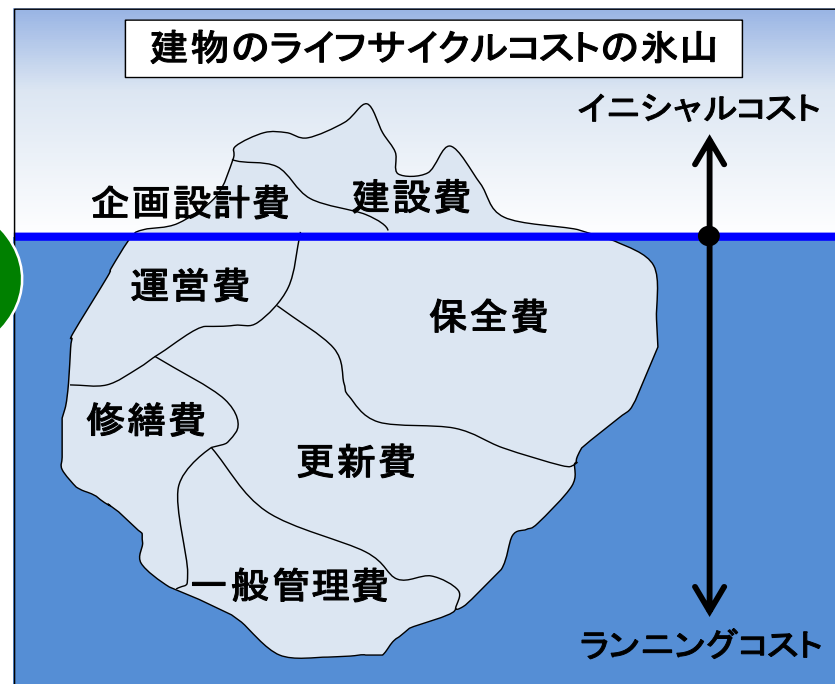 建物のライフサイクルコストの氷山
イニシャルコスト
企画設計費
建設費
運営費
保全費
修繕費
更新費
一般管理費
ランニングコスト